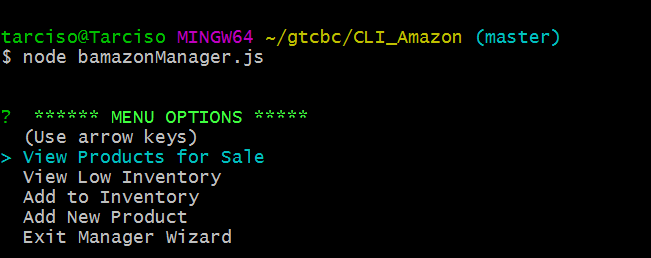 tarciso@Tarciso MINGW64 ~/gtcbc/CLI_Amazon (master)
$ node bamazonManager.js
? ****** MENU OPTIONS *****
(Use arrow keys)
> View Products for Sale
View Low Inventory
Add to Inventory
Add New Product
Exit Manager Wizard